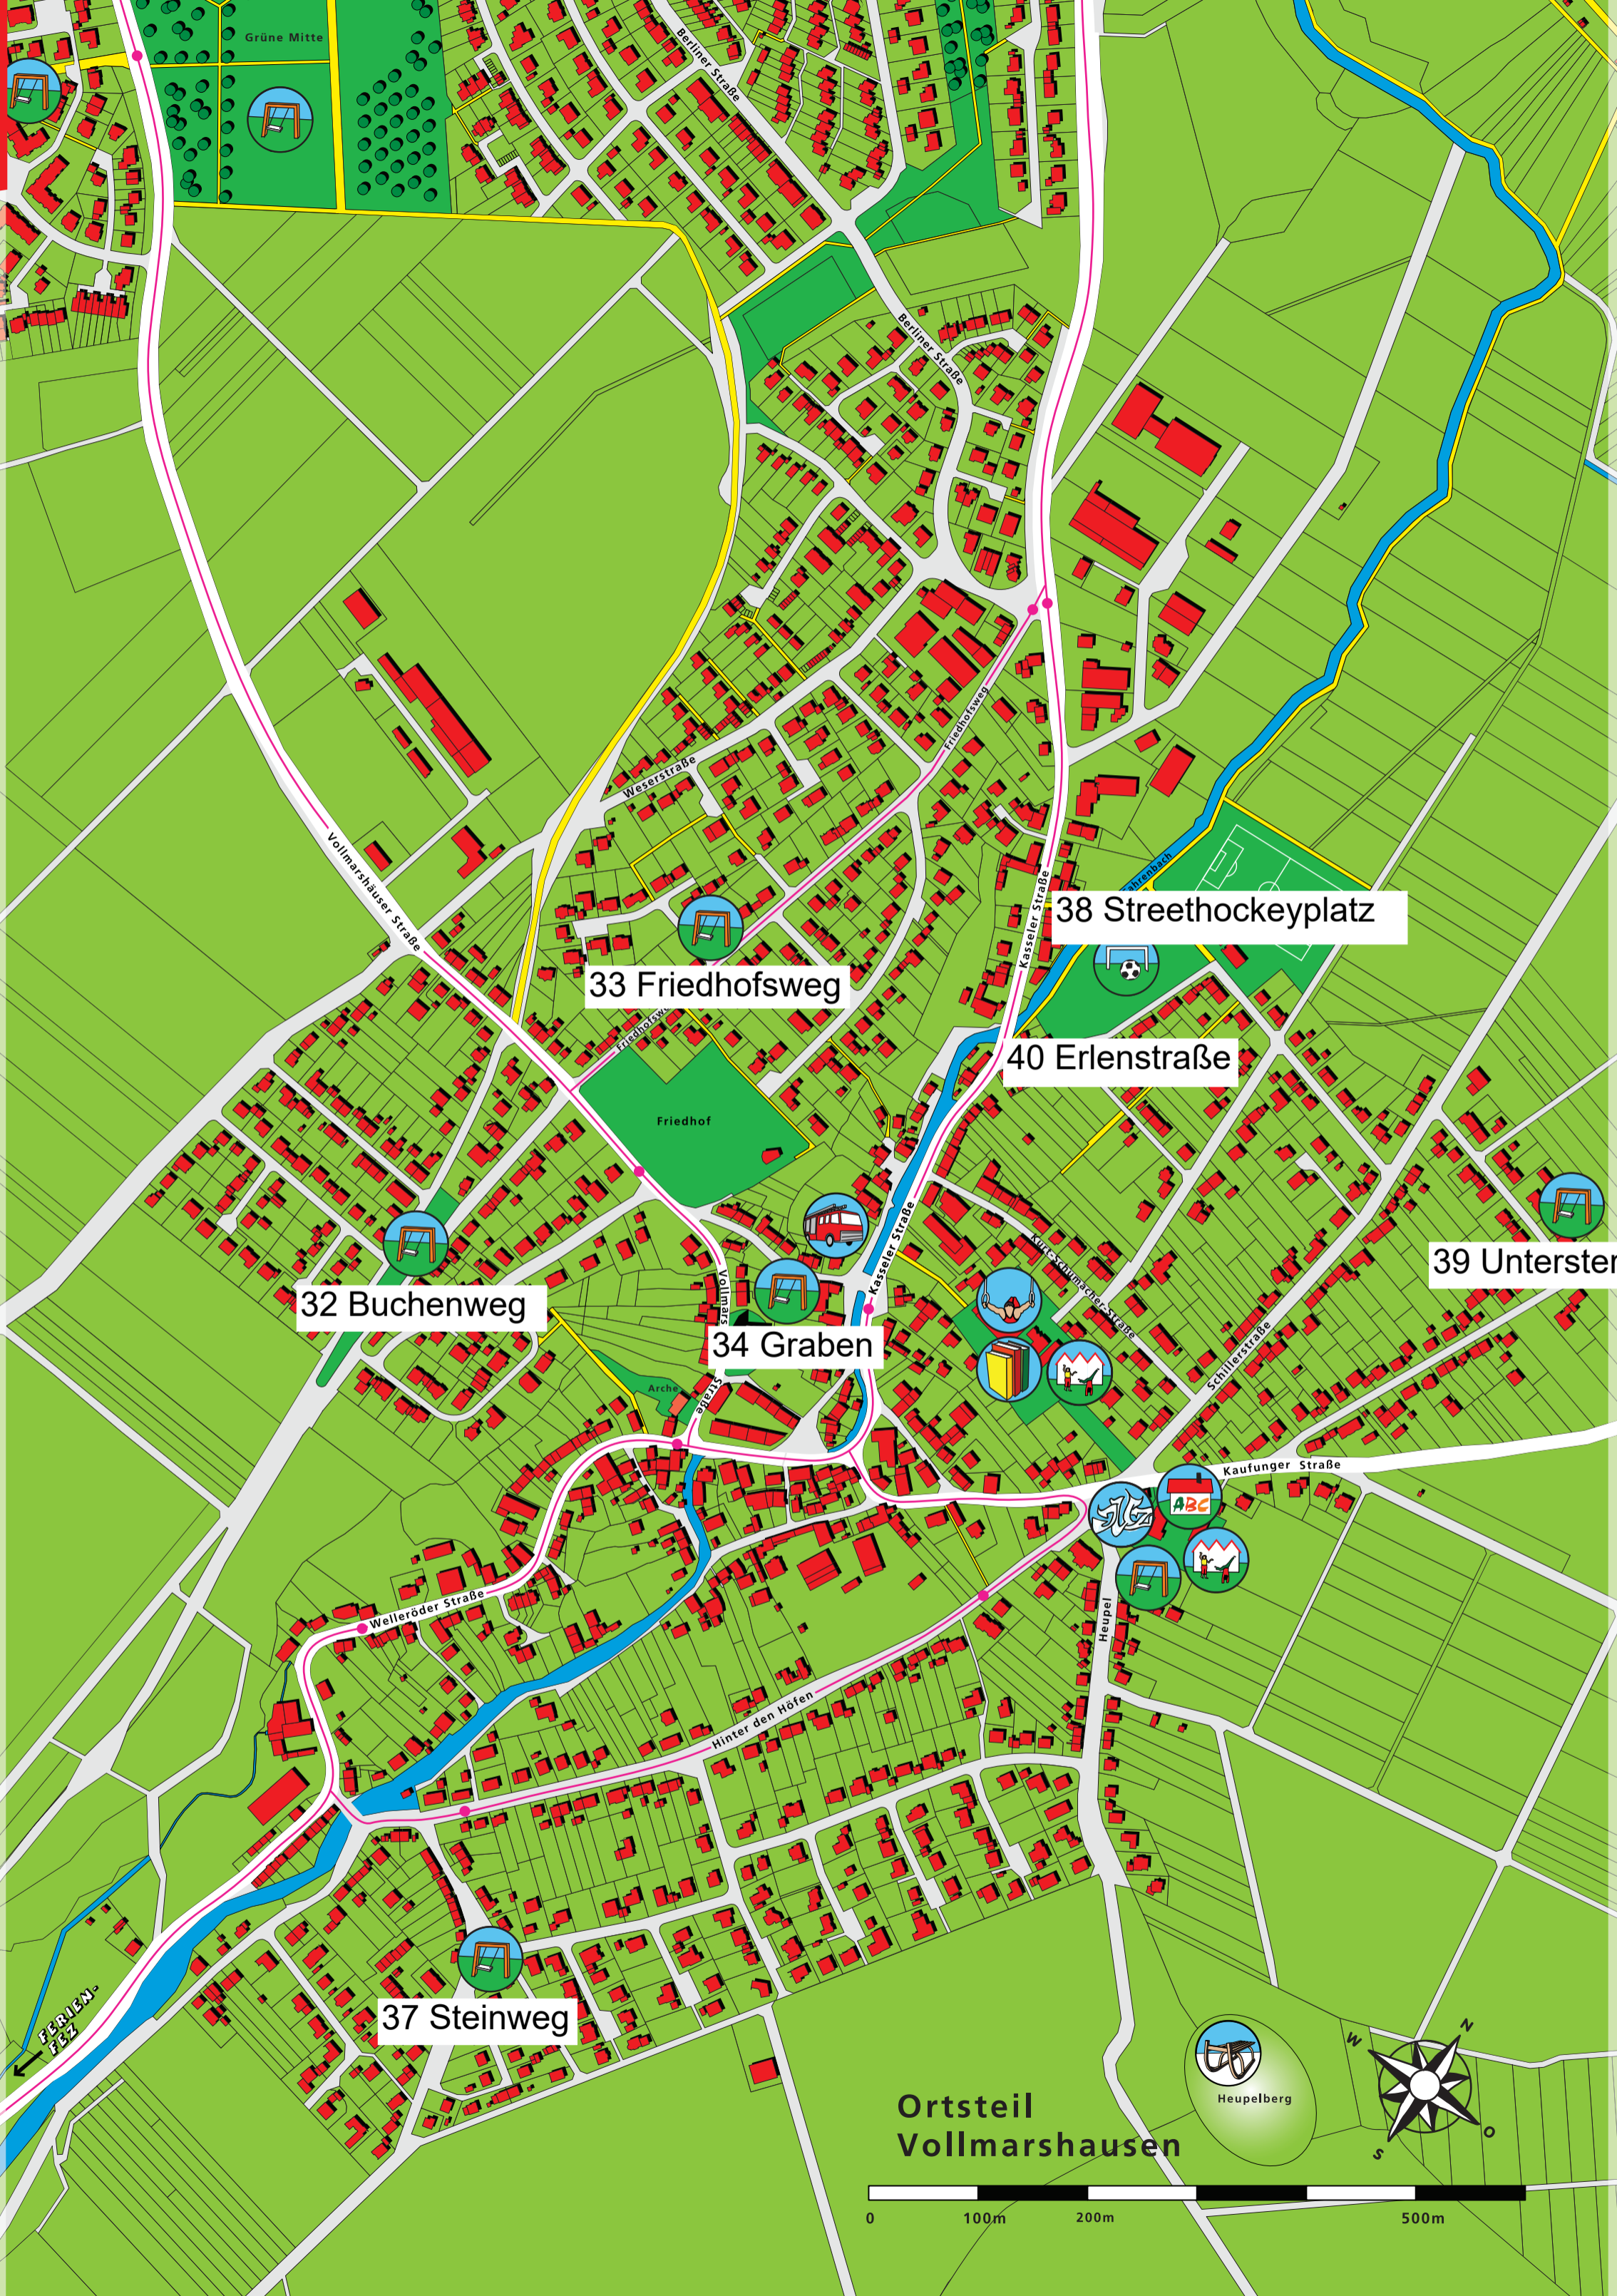 Grüne Mitte
Berliner Straße
Berliner Straße
Weserstraße
Friedhofsweg
Vollmarshäuser Straße
Kasseler Straße
38 Streethockeyplatz
33 Friedhofsweg
40 Erlenstraße
Friedhof
39 Unterster
32 Buchenweg
Kasseler Straße
Kurt-Schumacher-Straße
34 Graben
Schillerstraße
Arche
Straße
Kaufunger Straße
ABC
Welleröder Straße
Heupel
Hinter den Höfen
37 Steinweg
FERIEN-
FEZ
Heupelberg
N
W
O
S
Ortsteil
Vollmarshausen
0 100m 200m 500m